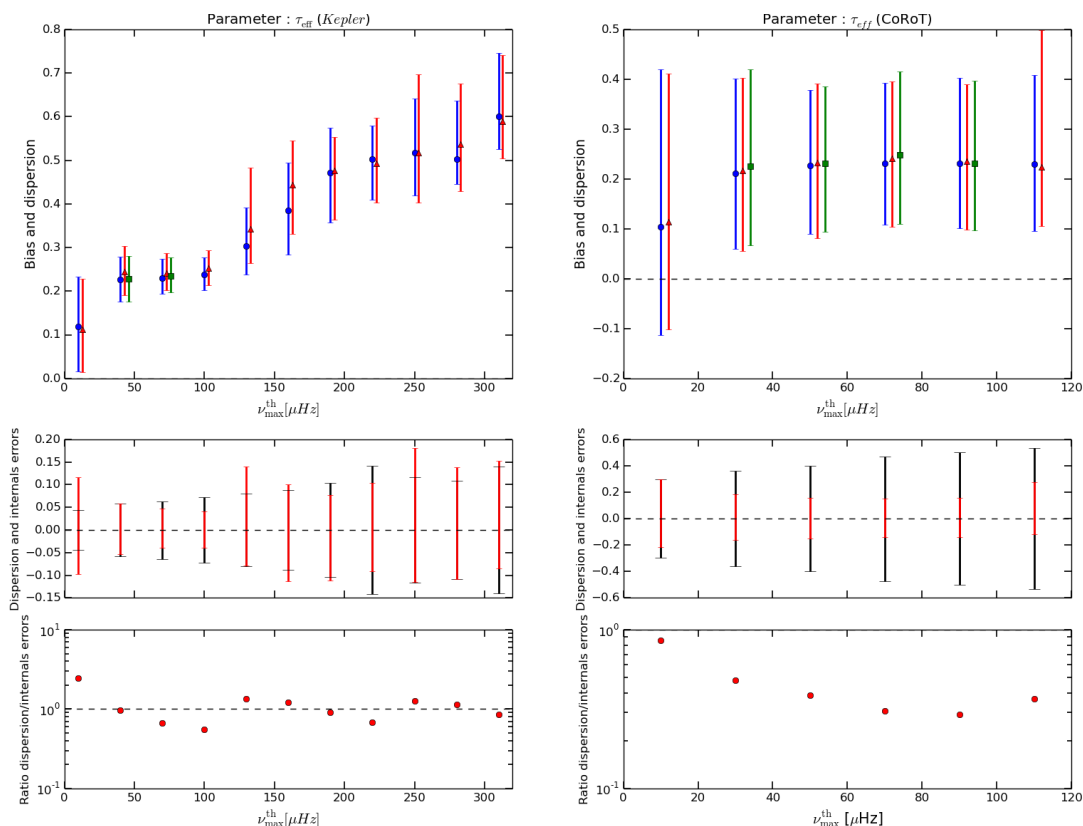 Parameter : τ_eff (Kepler)
Bias and dispersion
0.8
0.7
0.6
0.5
0.4
0.3
0.2
0.1
0.0
0 50 100 150 200 250 300
ν_max^th [μHz]
Parameter : τ_eff (CoRoT)
Bias and dispersion
0.5
0.4
0.3
0.2
0.1
0.0
−0.1
−0.2
0 20 40 60 80 100 120
ν_max^th [μHz]
Dispersion and internals errors
0.20
0.15
0.10
0.05
0.00
−0.05
−0.10
−0.15
Dispersion and internals errors
0.6
0.4
0.2
0.0
−0.2
−0.4
−0.6
Ratio dispersion/internals errors
10^1
10^0
10^-1
0 50 100 150 200 250 300
ν_max^th [μHz]
Ratio dispersion/internals errors
10^0
10^-1
0 20 40 60 80 100 120
ν_max^th [μHz]